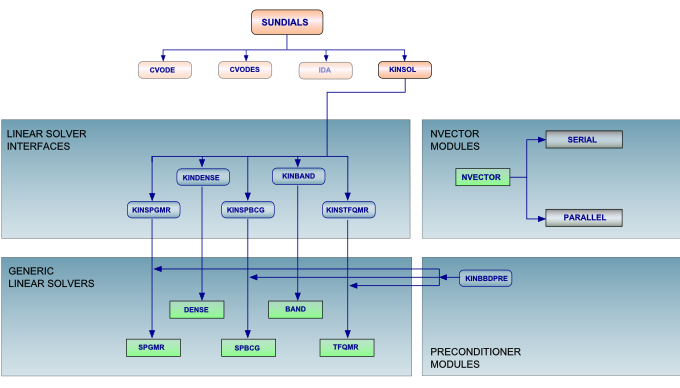 SUNDIALS
CVODE
CVODES
IDA
KINSOL
LINEAR SOLVER
INTERFACES
NVECTOR
MODULES
KINDENSE
KINBAND
KINSPGMR
KINSPBCG
KINSTFQMR
SERIAL
NVECTOR
PARALLEL
GENERIC
LINEAR SOLVERS
KINBBDPRE
DENSE
BAND
SPGMR
SPBCG
TFQMR
PRECONDITIONER
MODULES